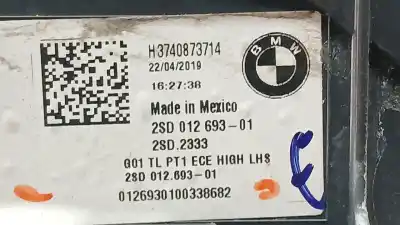 H3740873714
22/04/2019
16:27:38
BMW
Made in Mexico
2SD 012 693-01
2SD.2333
G01 TL PT1 ECE HIGH LHS
2SD 012.693-01
0126930100338682